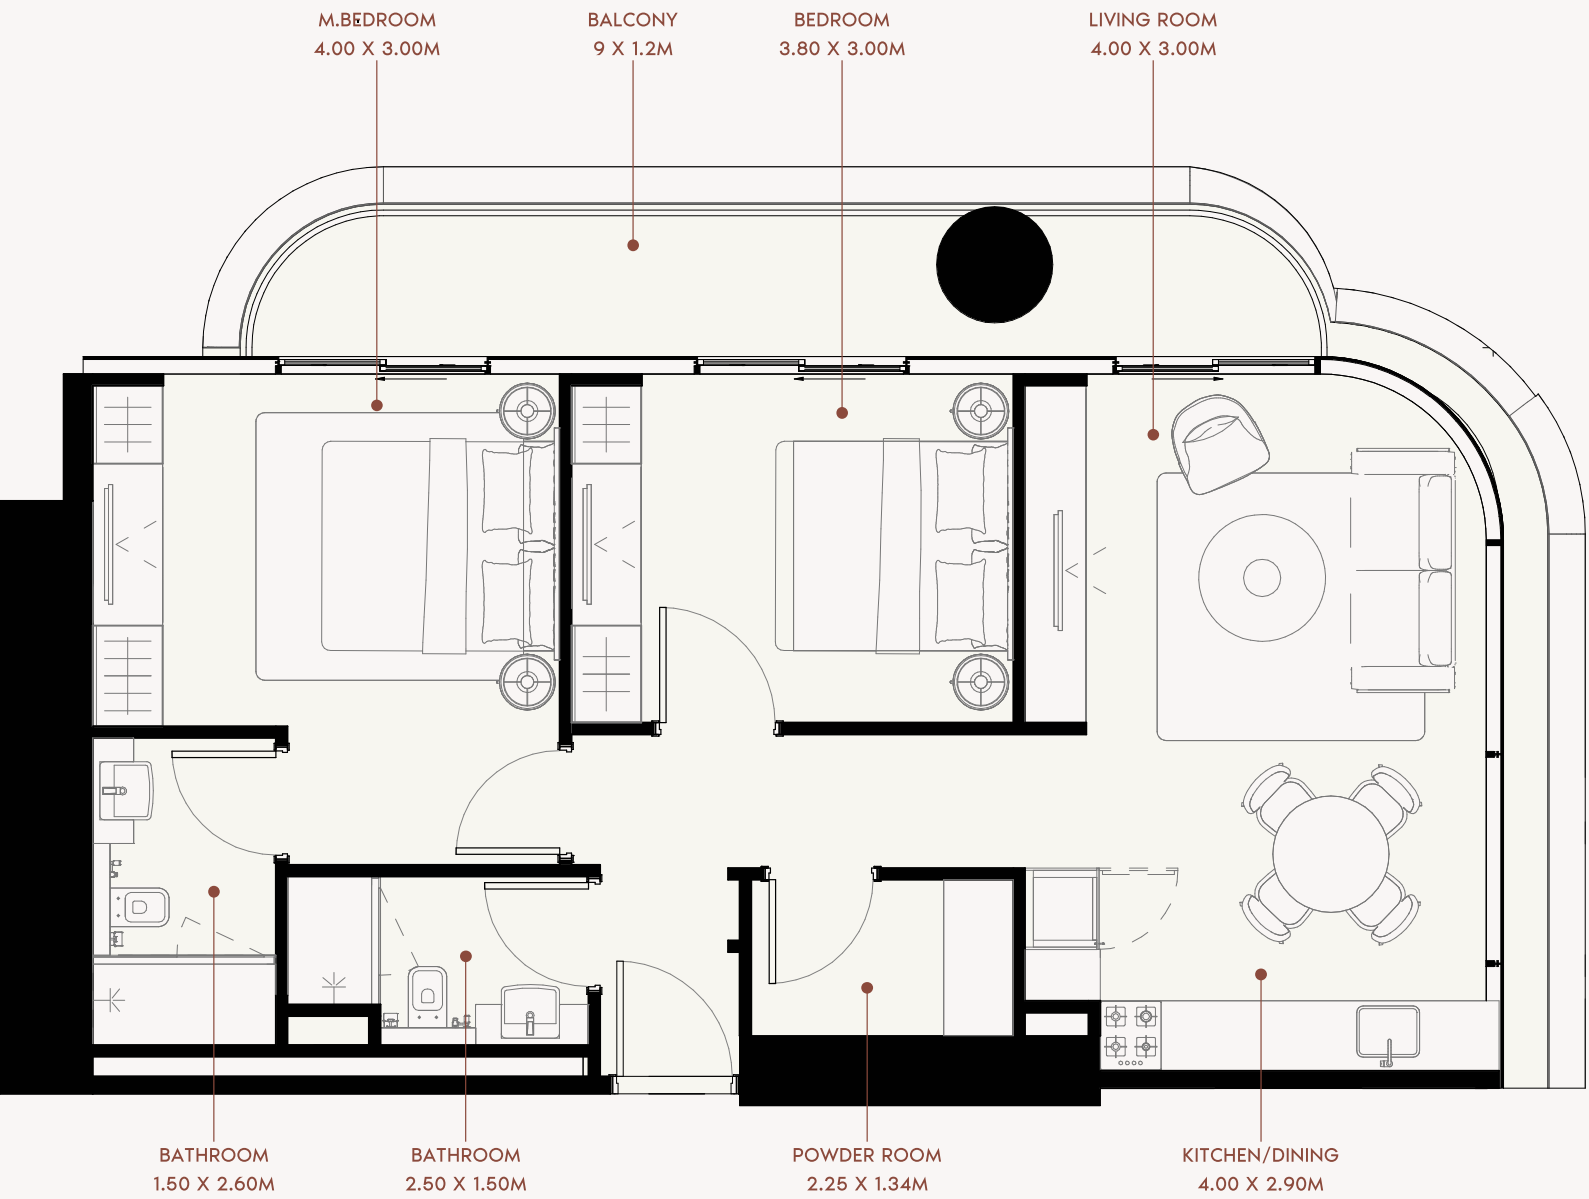 M.BEDROOM
4.00 X 3.00M
BALCONY
9 X 1.2M
BEDROOM
3.80 X 3.00M
LIVING ROOM
4.00 X 3.00M
BATHROOM
1.50 X 2.60M
BATHROOM
2.50 X 1.50M
POWDER ROOM
2.25 X 1.34M
KITCHEN/DINING
4.00 X 2.90M